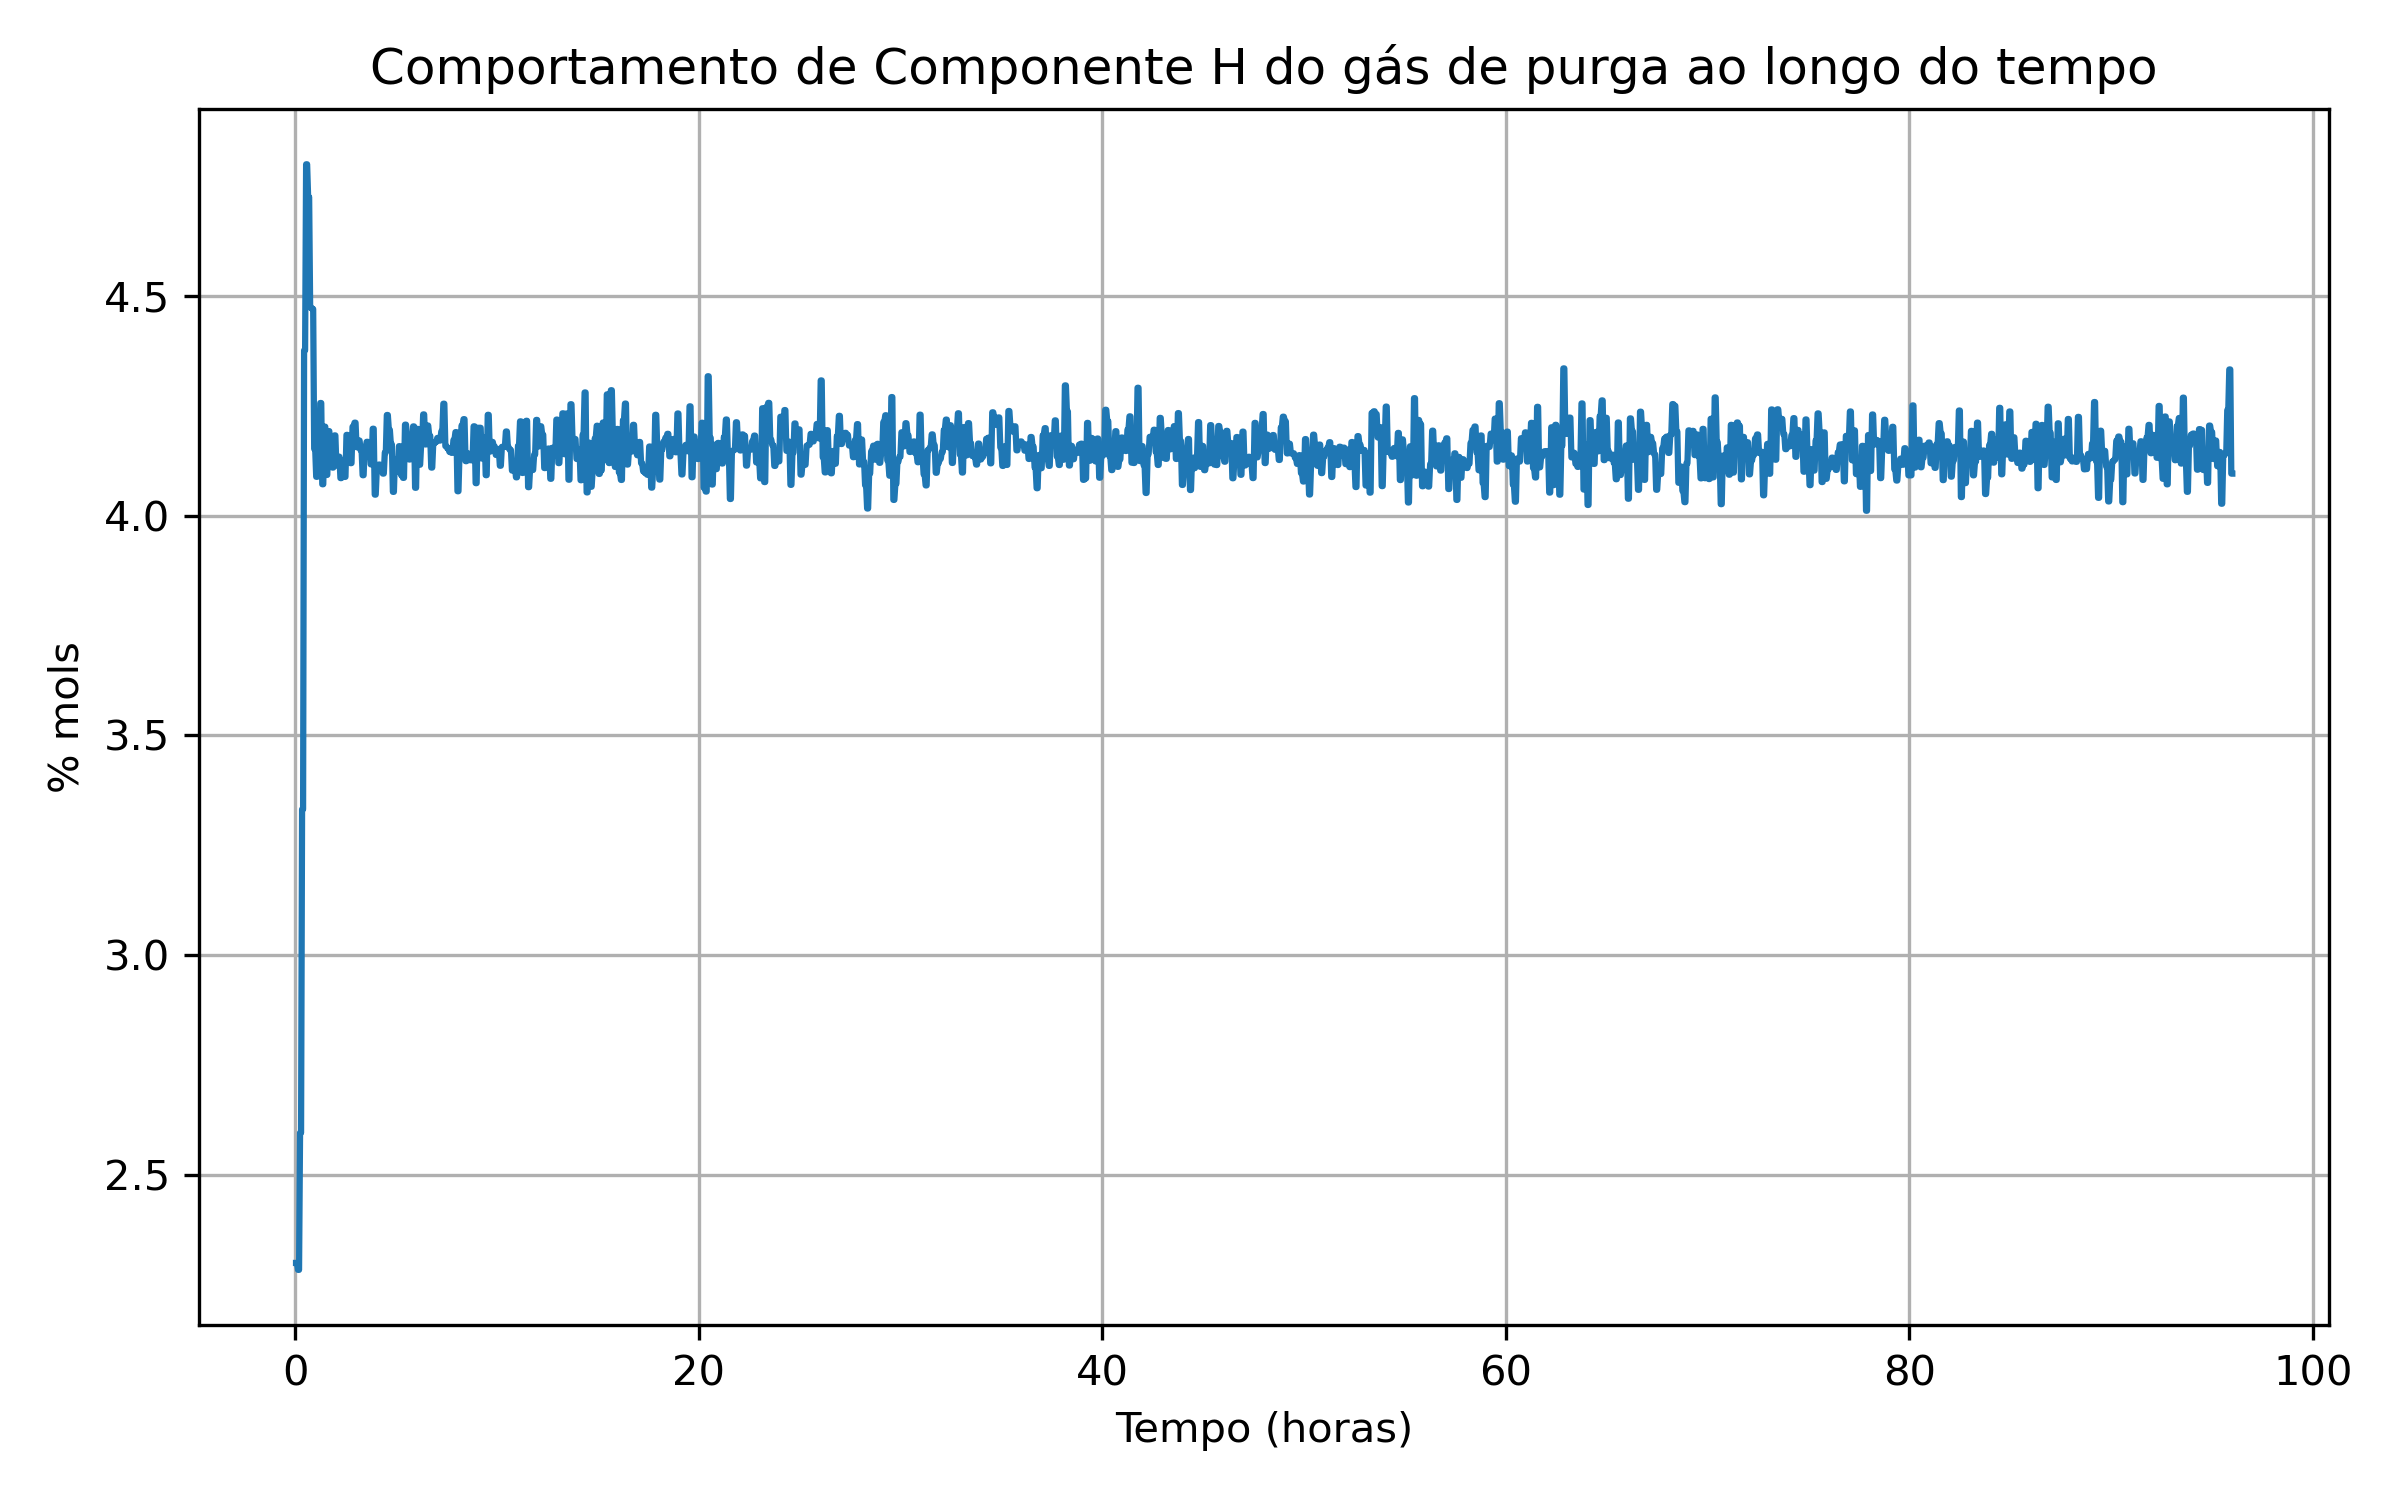 Comportamento de Componente H do gás de purga ao longo do tempo
% mols
4.5
4.0
3.5
3.0
2.5
0 20 40 60 80 100
Tempo (horas)